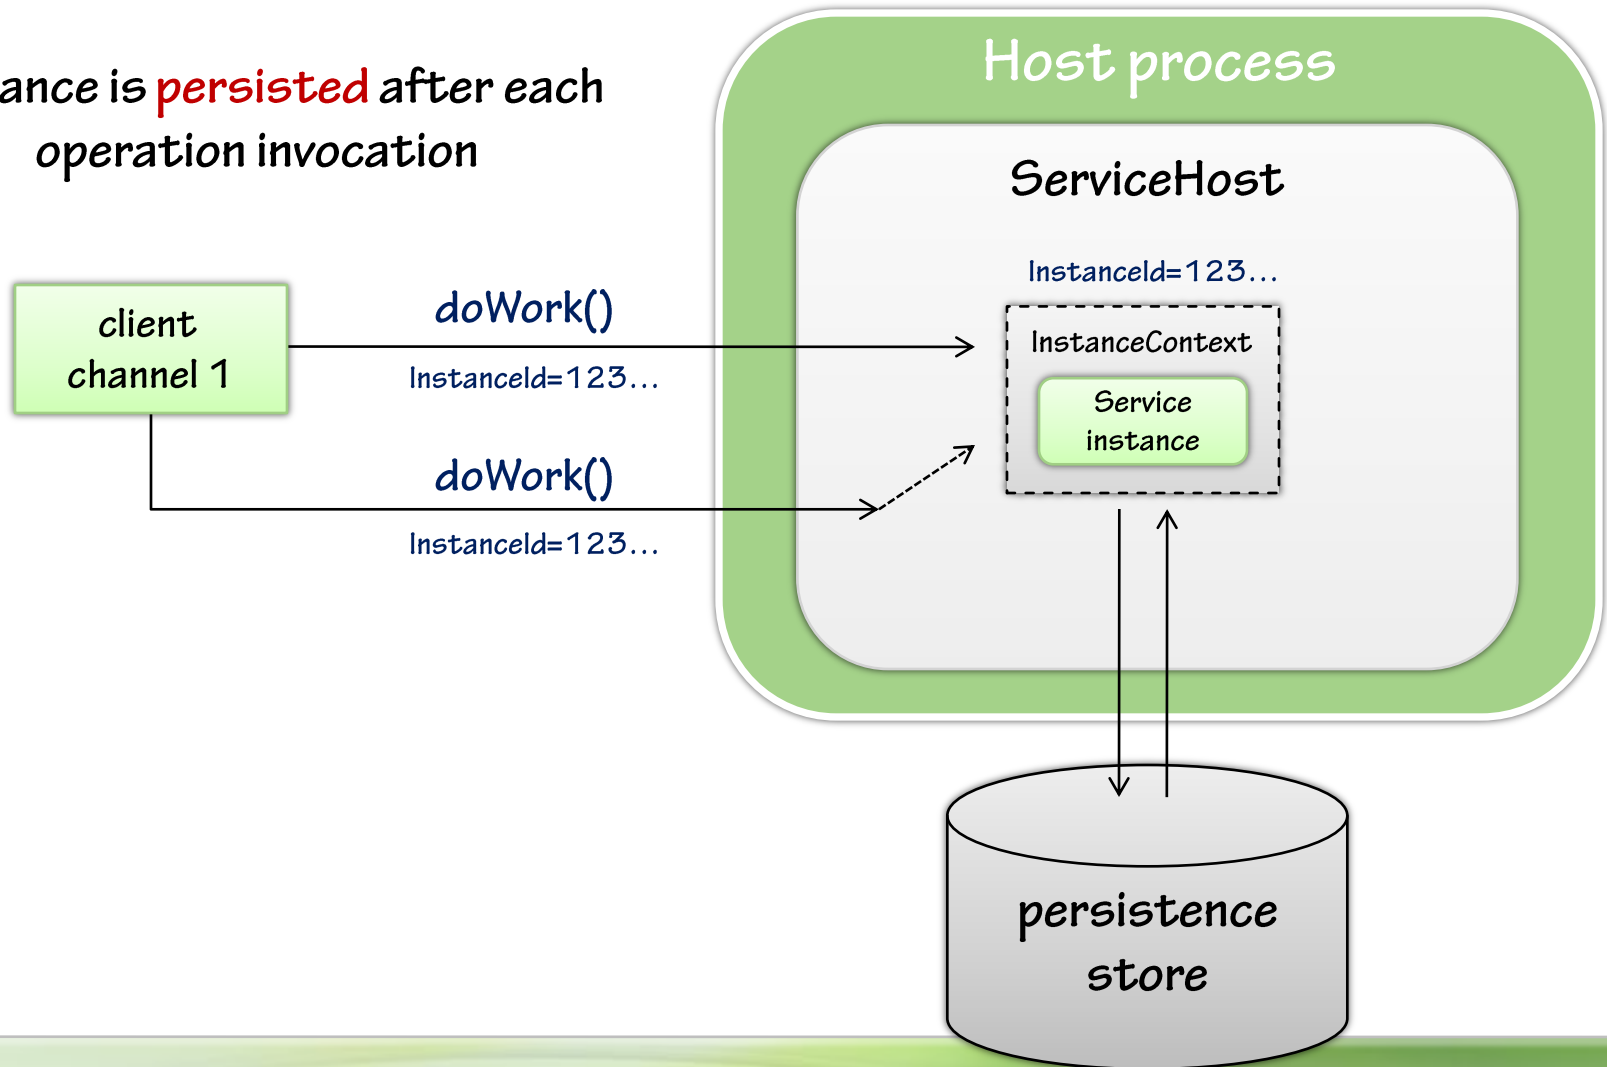 ance is persisted after each
operation invocation
Host process
ServiceHost
InstanceId=123...
client
channel 1
doWork()
InstanceId=123...
InstanceContext
Service
instance
doWork()
InstanceId=123...
persistence
store